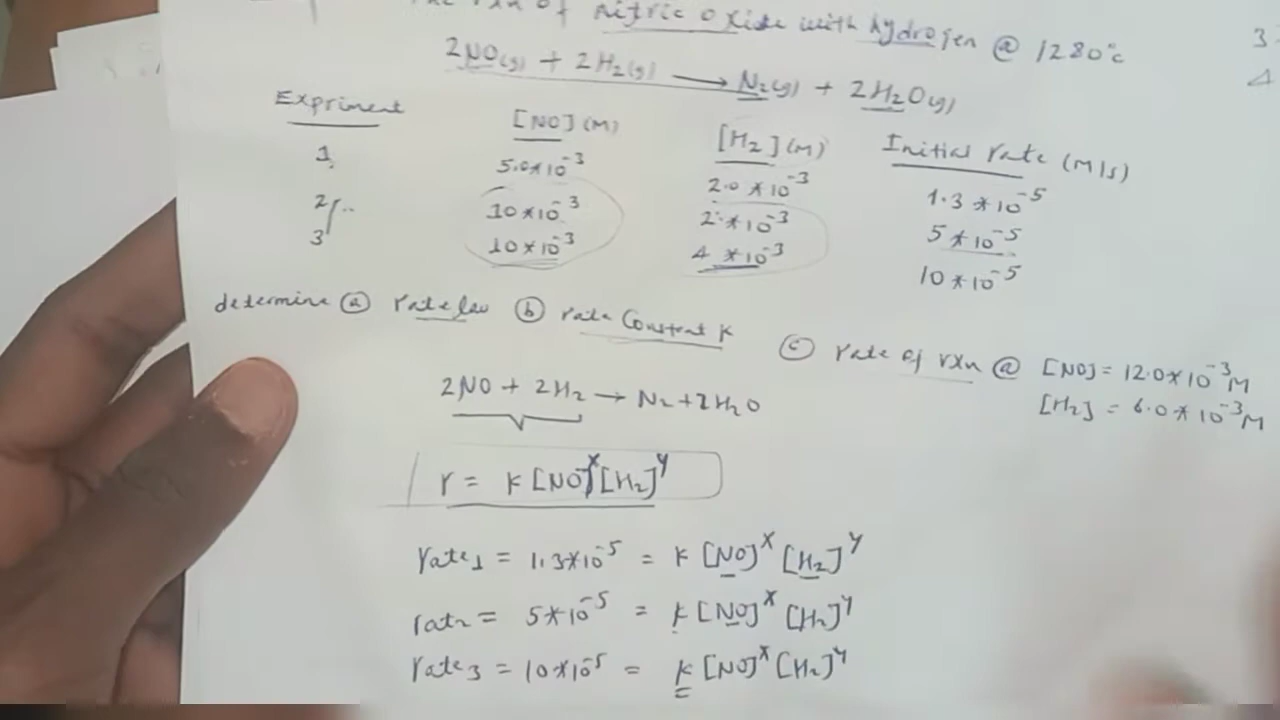 The rxn of nitric oxide with hydrogen @ 1280°c
2NO(g) + 2H₂(g) → N₂(g) + 2H₂O(g)
Expriment [NO] (M) [H₂] (M) Initial rate (M/s)
1, 5.0*10⁻³ 2.0 *10⁻³ 1.3 *10⁻⁵
2 10*10⁻³ 2*10⁻³ 5 *10⁻⁵
3 10*10⁻³ 4 *10⁻³ 10*10⁻⁵
determine ⓐ rate law ⓑ rate Constant K ⓒ rate of rxn @ [NO] = 12.0*10⁻³M
[H₂] = 6.0*10⁻³M
2NO + 2H₂ → N₂+2H₂O
r = K [NO]ˣ[H₂]ʸ
rate₁ = 1.3*10⁻⁵ = K [NO]ˣ [H₂]ʸ
rat₂ = 5*10⁻⁵ = K [NO]ˣ [H₂]ʸ
rate₃ = 10*10⁻⁵ = K [NO]ˣ [H₂]ʸ
3
4